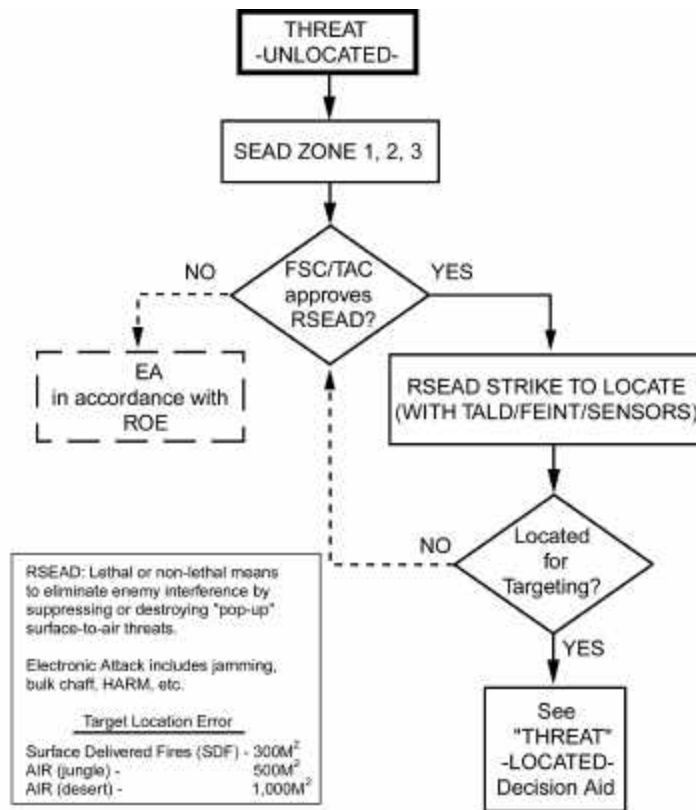 THREAT
-UNLOCATED-
SEAD ZONE 1, 2, 3
NO
FSC/TAC
approves
RSEAD?
YES
EA
in accordance with
ROE
RSEAD STRIKE TO LOCATE
(WITH TALD/FEINT/SENSORS)
NO
Located
for
Targeting?
YES
RSEAD: Lethal or non-lethal means
to eliminate enemy interference by
suppressing or destroying "pop-up"
surface-to-air threats.
Electronic Attack includes jamming,
bulk chaff, HARM, etc.
Target Location Error
Surface Delivered Fires (SDF) - 300M²
AIR (jungle) - 500M²
AIR (desert) - 1,000M²
See
"THREAT"
-LOCATED-
Decision Aid